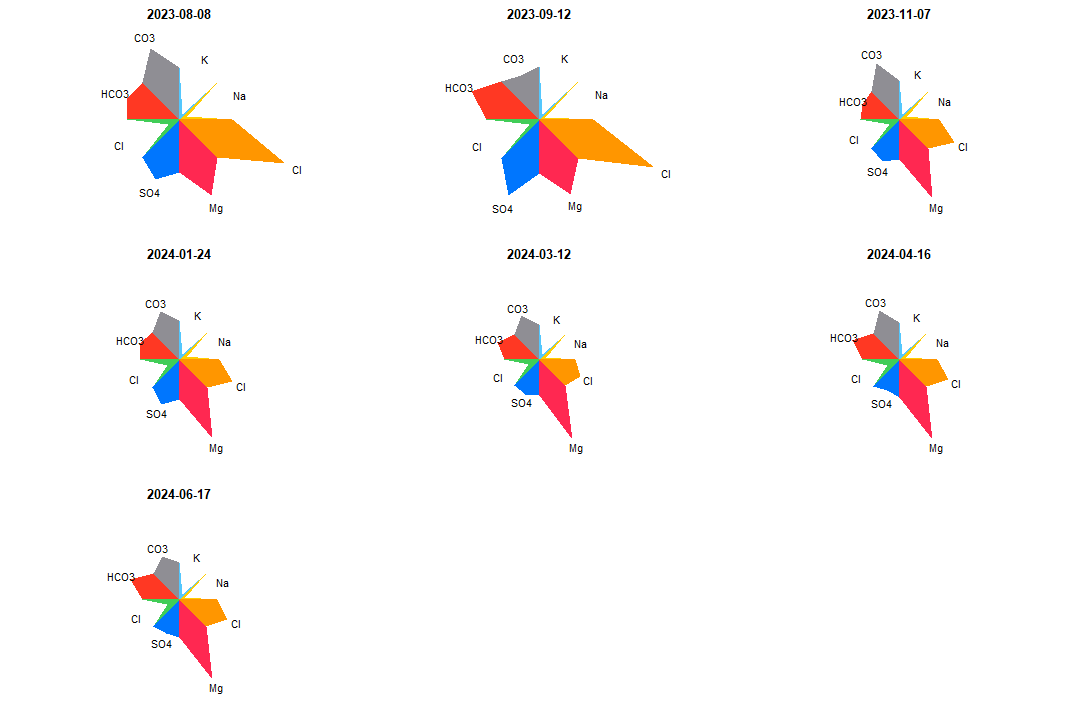 2023-08-08
CO3
K
HCO3
Na
Cl
Cl
SO4
Mg
2023-09-12
CO3
K
HCO3
Na
Cl
Cl
SO4
Mg
2023-11-07
CO3
K
HCO3
Na
Cl
Cl
SO4
Mg
2024-01-24
CO3
K
HCO3
Na
Cl
Cl
SO4
Mg
2024-03-12
CO3
K
HCO3
Na
Cl
Cl
SO4
Mg
2024-04-16
CO3
K
HCO3
Na
Cl
Cl
SO4
Mg
2024-06-17
CO3
K
HCO3
Na
Cl
Cl
SO4
Mg